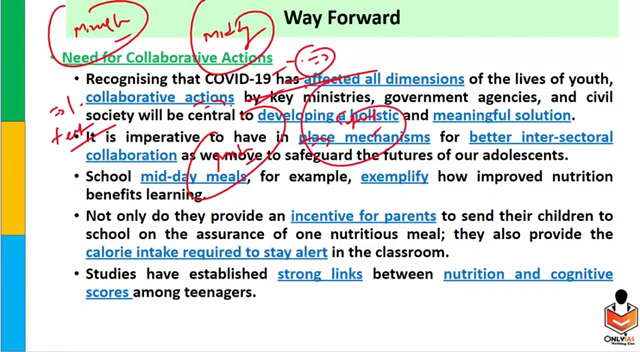 Way Forward
Need for Collaborative Actions
Recognising that COVID-19 has affected all dimensions of the lives of youth,
collaborative actions by key ministries, government agencies, and civil
society will be central to developing a holistic and meaningful solution.
It is imperative to have in place mechanisms for better inter-sectoral
collaboration as we move to safeguard the futures of our adolescents.
School mid-day meals, for example, exemplify how improved nutrition
benefits learning.
Not only do they provide an incentive for parents to send their children to
school on the assurance of one nutritious meal; they also provide the
calorie intake required to stay alert in the classroom.
Studies have established strong links between nutrition and cognitive
scores among teenagers.
ONLYIAS